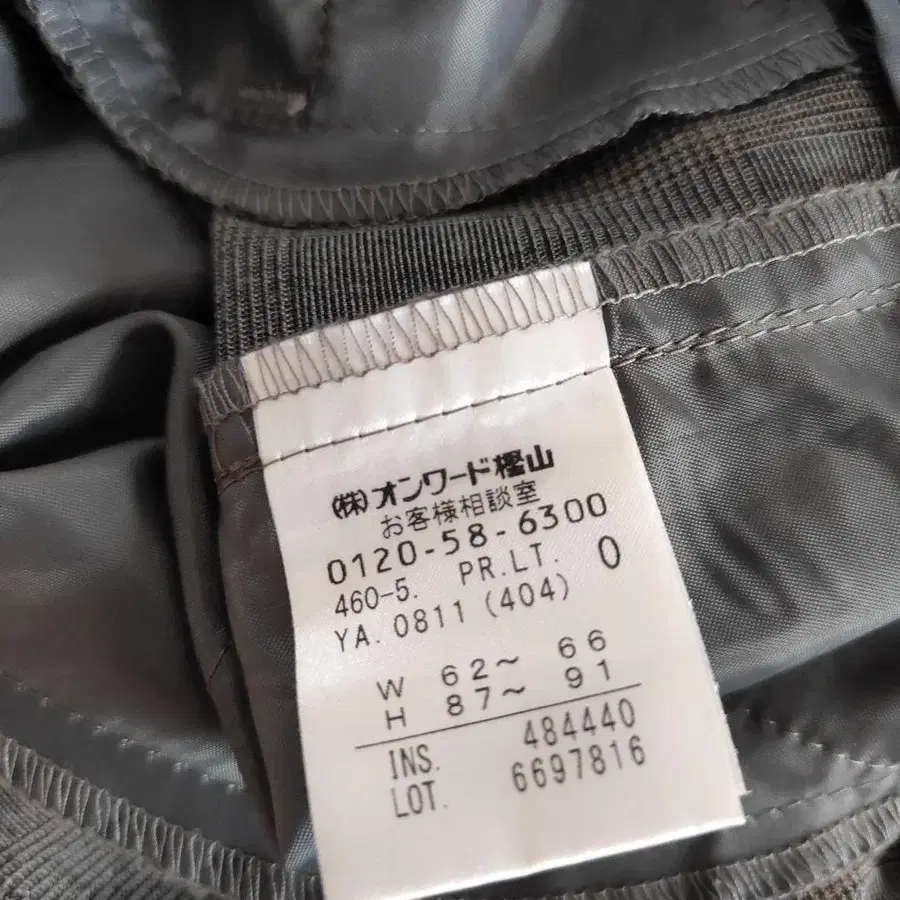 (株)オンワード樫山
お客様相談室
0120-58-6300
460-5. PR.LT. 0
YA.0811(404)
W 62~ 66
H 87~ 91
INS. 484440
LOT. 6697816